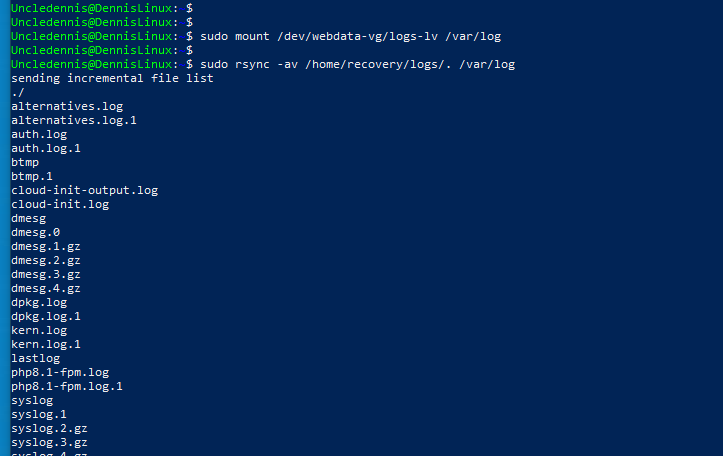 Uncledennis@DennisLinux: $
Uncledennis@DennisLinux: $
Uncledennis@DennisLinux: $ sudo mount /dev/webdata-vg/logs-lv /var/log
Uncledennis@DennisLinux: $
Uncledennis@DennisLinux: $ sudo rsync -av /home/recovery/logs/. /var/log
sending incremental file list
./
alternatives.log
alternatives.log.1
auth.log
auth.log.1
btmp
btmp.1
cloud-init-output.log
cloud-init.log
dmesg
dmesg.0
dmesg.1.gz
dmesg.2.gz
dmesg.3.gz
dmesg.4.gz
dpkg.log
dpkg.log.1
kern.log
kern.log.1
lastlog
php8.1-fpm.log
php8.1-fpm.log.1
syslog
syslog.1
syslog.2.gz
syslog.3.gz
syslog.4.gz